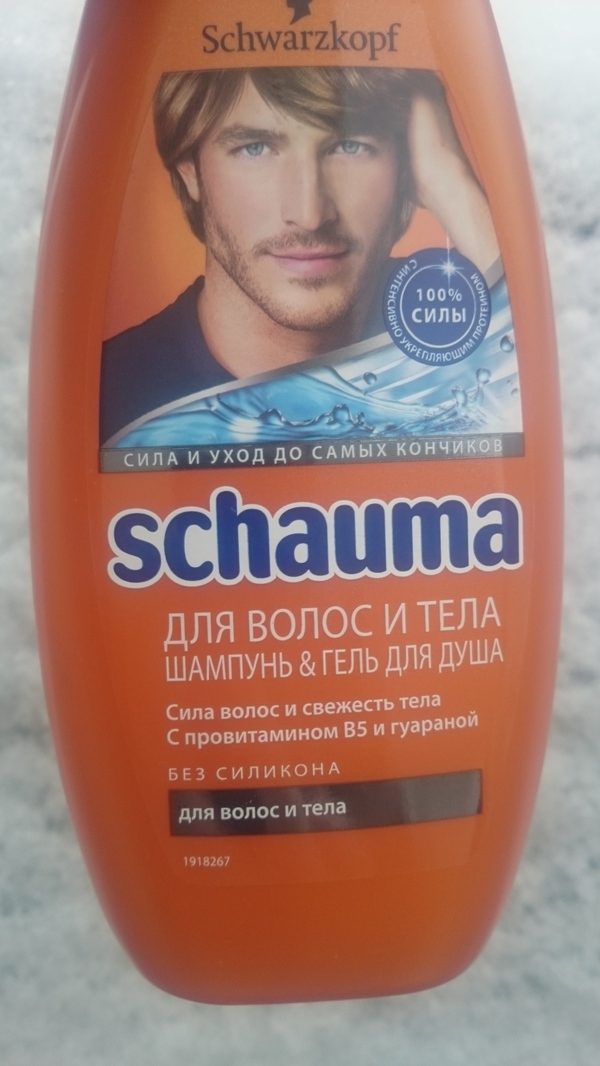 Schwarzkopf
100%
СИЛЫ
С ИНТЕНСИВНО УКРЕПЛЯЮЩИМ ПРОТЕИНОМ
СИЛА И УХОД ДО САМЫХ КОНЧИКОВ
schauma
ДЛЯ ВОЛОС И ТЕЛА
ШАМПУНЬ & ГЕЛЬ ДЛЯ ДУША
Сила волос и свежесть тела
С провитамином B5 и гуараной
БЕЗ СИЛИКОНА
для волос и тела
1918267